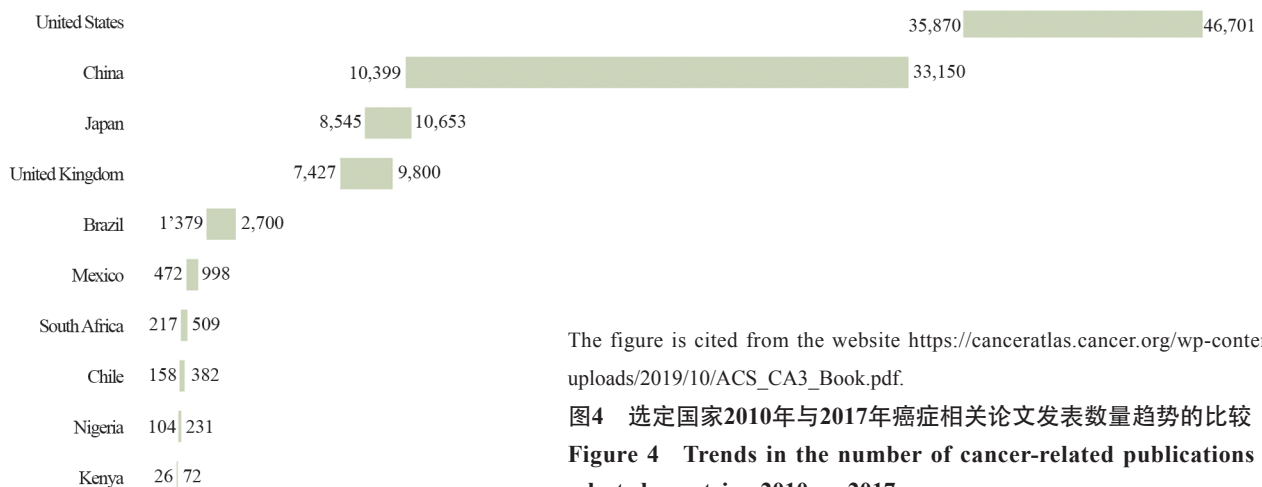 United States 35,870 46,701
China 10,399 33,150
Japan 8,545 10,653
United Kingdom 7,427 9,800
Brazil 1’379 2,700
Mexico 472 998
South Africa 217 509
Chile 158 382
Nigeria 104 231
Kenya 26 72
The figure is cited from the website https://canceratlas.cancer.org/wp-conte
uploads/2019/10/ACS_CA3_Book.pdf.
图4 选定国家2010年与2017年癌症相关论文发表数量趋势的比较
Figure 4 Trends in the number of cancer-related publications